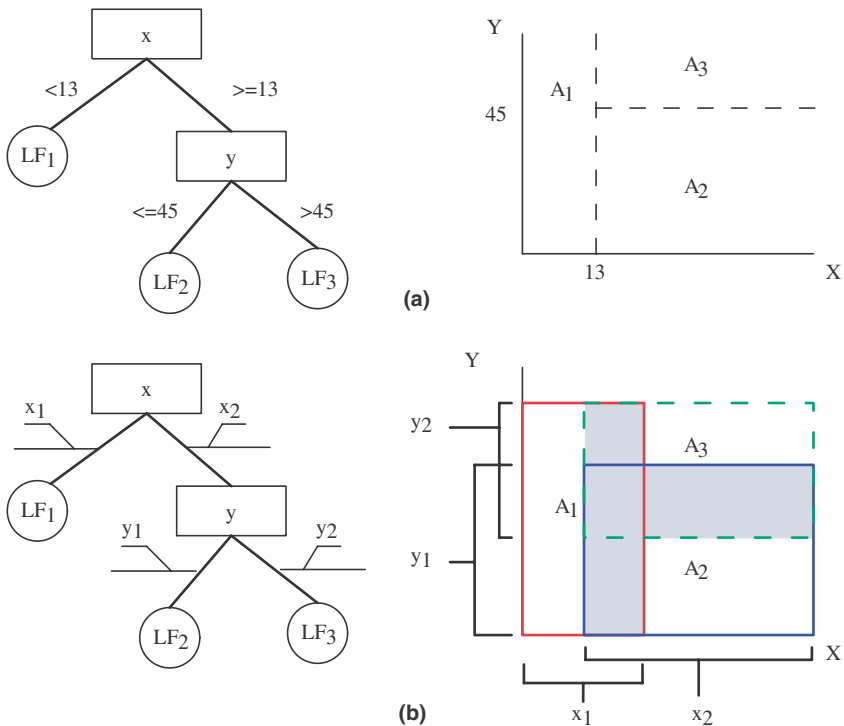 x
<13
>=13
LF1
y
<=45
>45
LF2
LF3
Y
A3
A1
45
A2
13
X
(a)
x
x1
x2
LF1
y
y1
y2
LF2
LF3
Y
y2
A3
A1
y1
A2
X
x1
x2
(b)